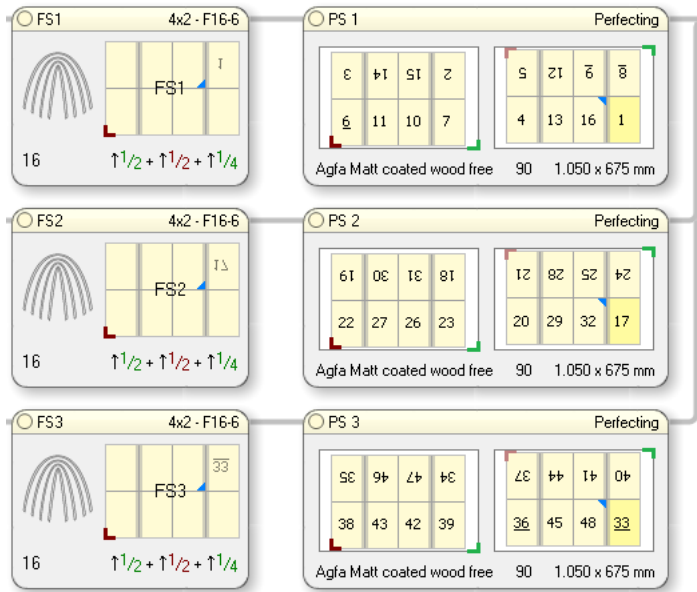 FS1 4x2 - F16-6
1
FS1
16 ↑1/2 + ↑1/2 + ↑1/4
PS 1 Perfecting
3 14 15 2 5 12 9 8
6 11 10 7 4 13 16 1
Agfa Matt coated wood free 90 1.050 x 675 mm
FS2 4x2 - F16-6
17
FS2
16 ↑1/2 + ↑1/2 + ↑1/4
PS 2 Perfecting
19 30 31 18 21 28 25 24
22 27 26 23 20 29 32 17
Agfa Matt coated wood free 90 1.050 x 675 mm
FS3 4x2 - F16-6
33
FS3
16 ↑1/2 + ↑1/2 + ↑1/4
PS 3 Perfecting
35 46 47 34 37 44 41 40
38 43 42 39 36 45 48 33
Agfa Matt coated wood free 90 1.050 x 675 mm